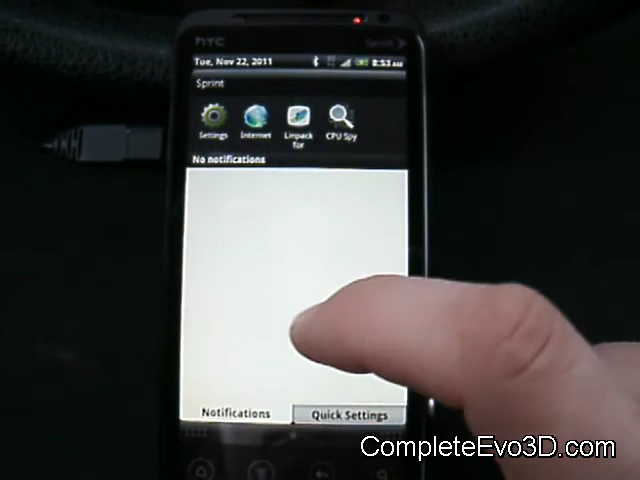 hTC Sprint
Tue, Nov 22, 2011 8:53 AM
Sprint
Settings Internet Linpack for CPU Spy
No notifications
Notifications Quick Settings
CompleteEvo3D.com